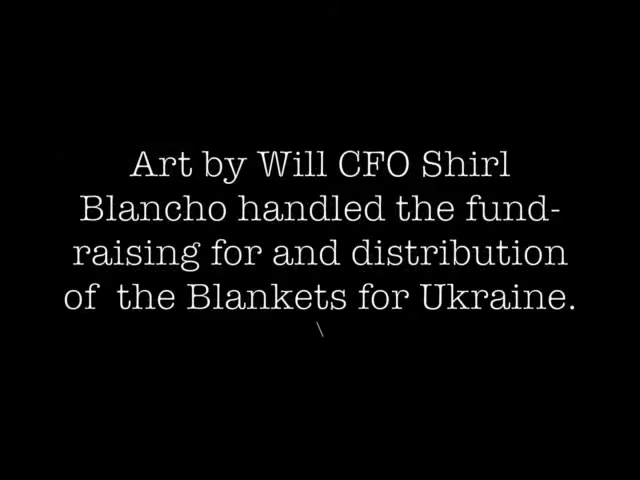 Art by Will CFO Shirl
Blancho handled the fund-
raising for and distribution
of  the Blankets for Ukraine.
\